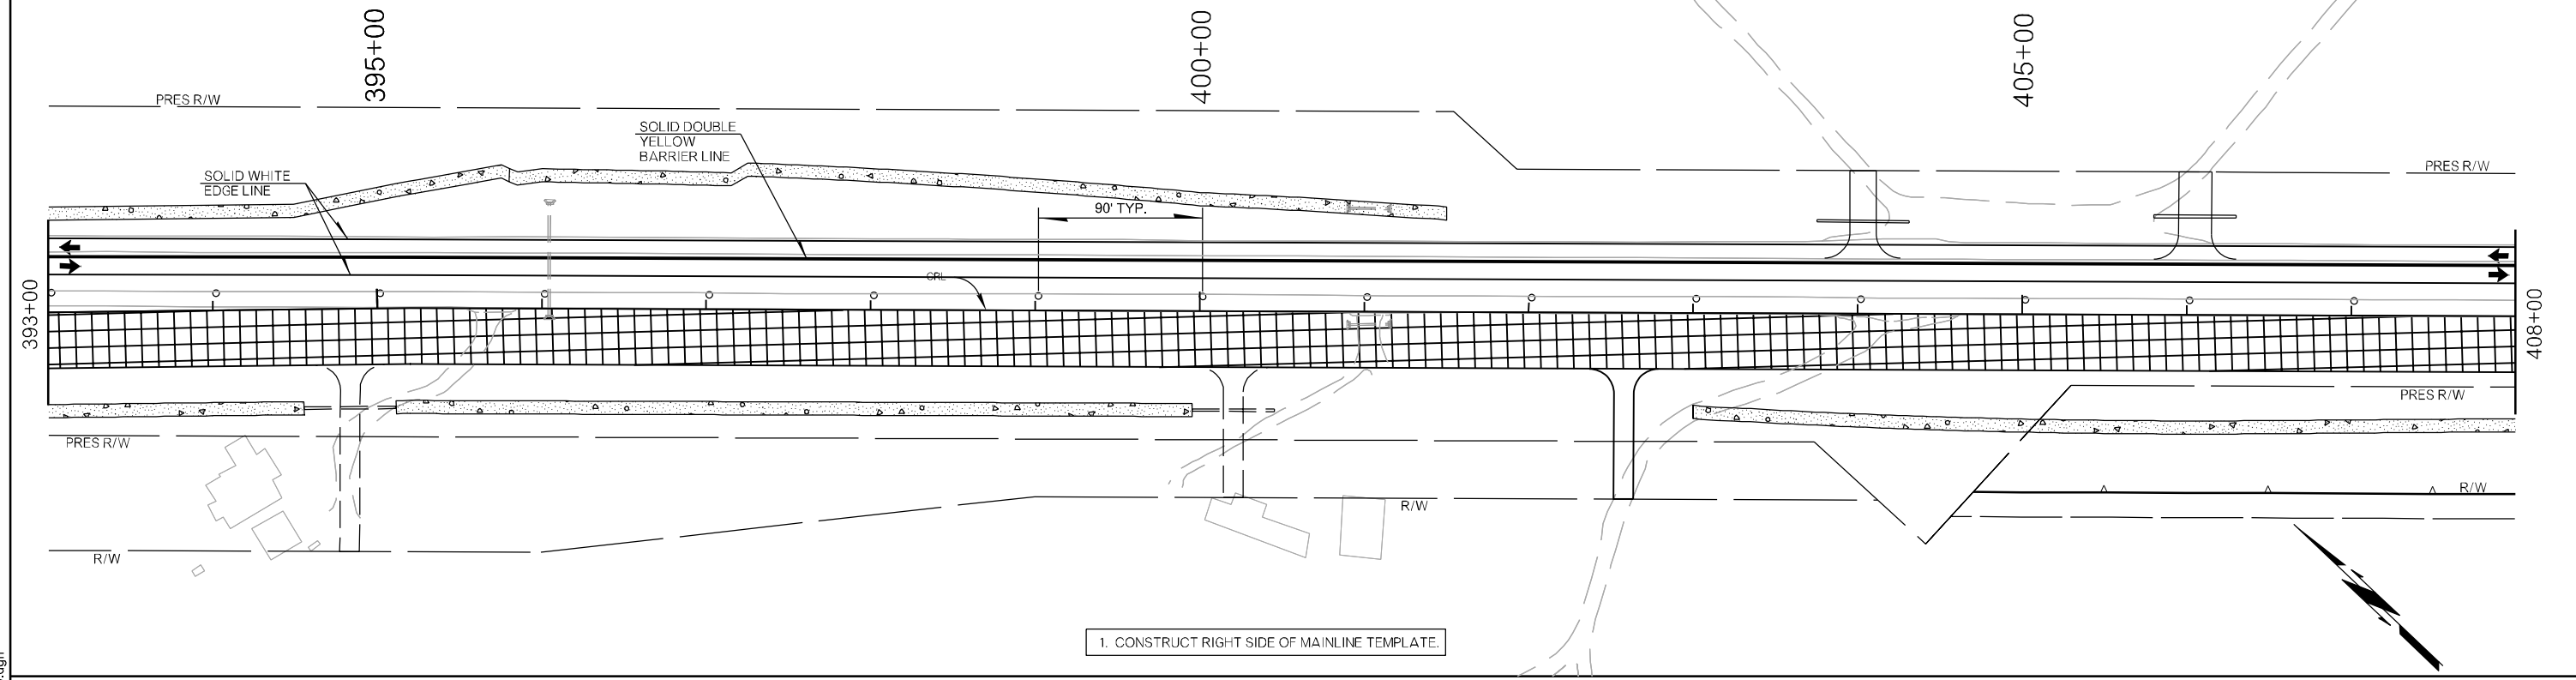 395+00
400+00
405+00
PRES R/W
SOLID DOUBLE
YELLOW
BARRIER LINE
SOLID WHITE
EDGE LINE
PRES R/W
90' TYP.
393+00
408+00
PRES R/W
PRES R/W
R/W
R/W
R/W
1. CONSTRUCT RIGHT SIDE OF MAINLINE TEMPLATE.